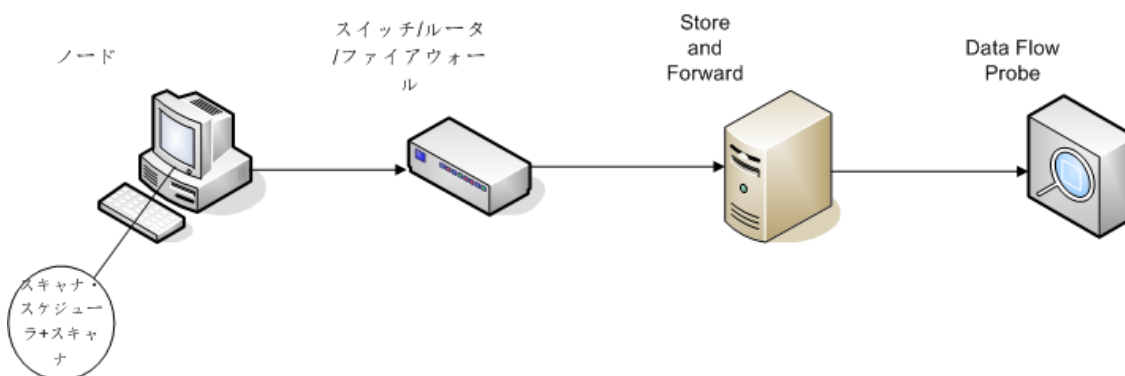 ノード
スイッチ/ルータ
/ファイアウォー
ル
Store
and
Forward
Data Flow
Probe
スキャナ・
スケジュー
ラ+スキャ
ナ